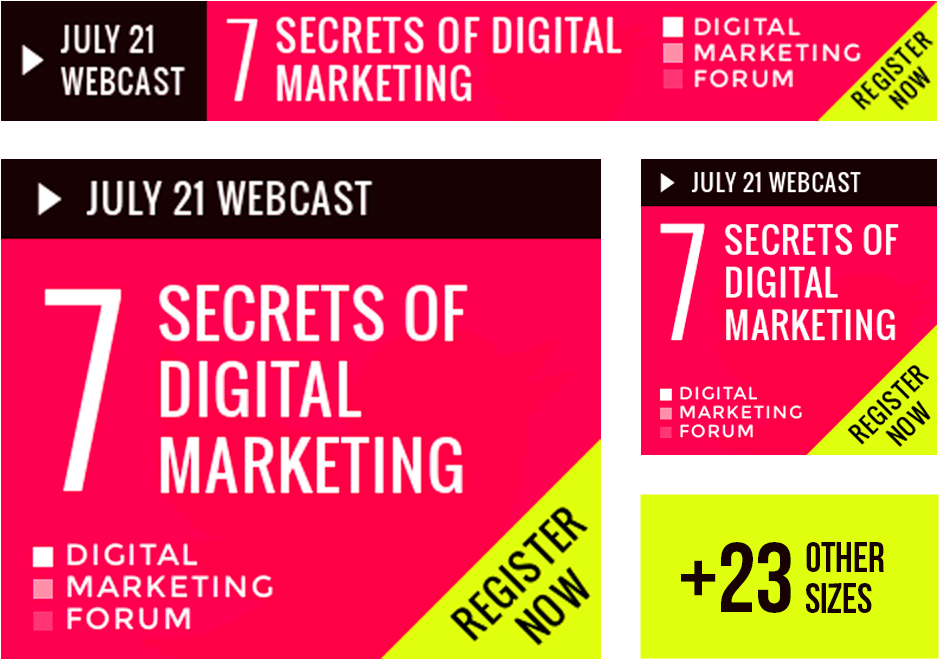 JULY 21
WEBCAST
7
SECRETS OF DIGITAL
MARKETING
DIGITAL
MARKETING
FORUM
REGISTER
NOW
JULY 21 WEBCAST
7
SECRETS OF
DIGITAL
MARKETING
DIGITAL
MARKETING
FORUM
REGISTER
NOW
JULY 21 WEBCAST
7
SECRETS OF
DIGITAL
MARKETING
DIGITAL
MARKETING
FORUM
REGISTER
NOW
+23
OTHER
SIZES